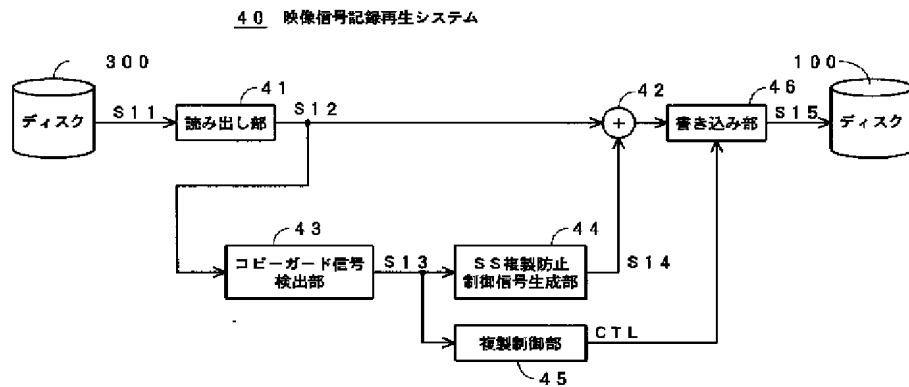 40 映像信号記録再生システム
300
ディスク
S11
41
読み出し部
S12
42
+
46
書き込み部
S15
100
ディスク
43
コピーガード信号
検出部
S13
44
SS複製防止
制御信号生成部
S14
複製制御部
45
CTL